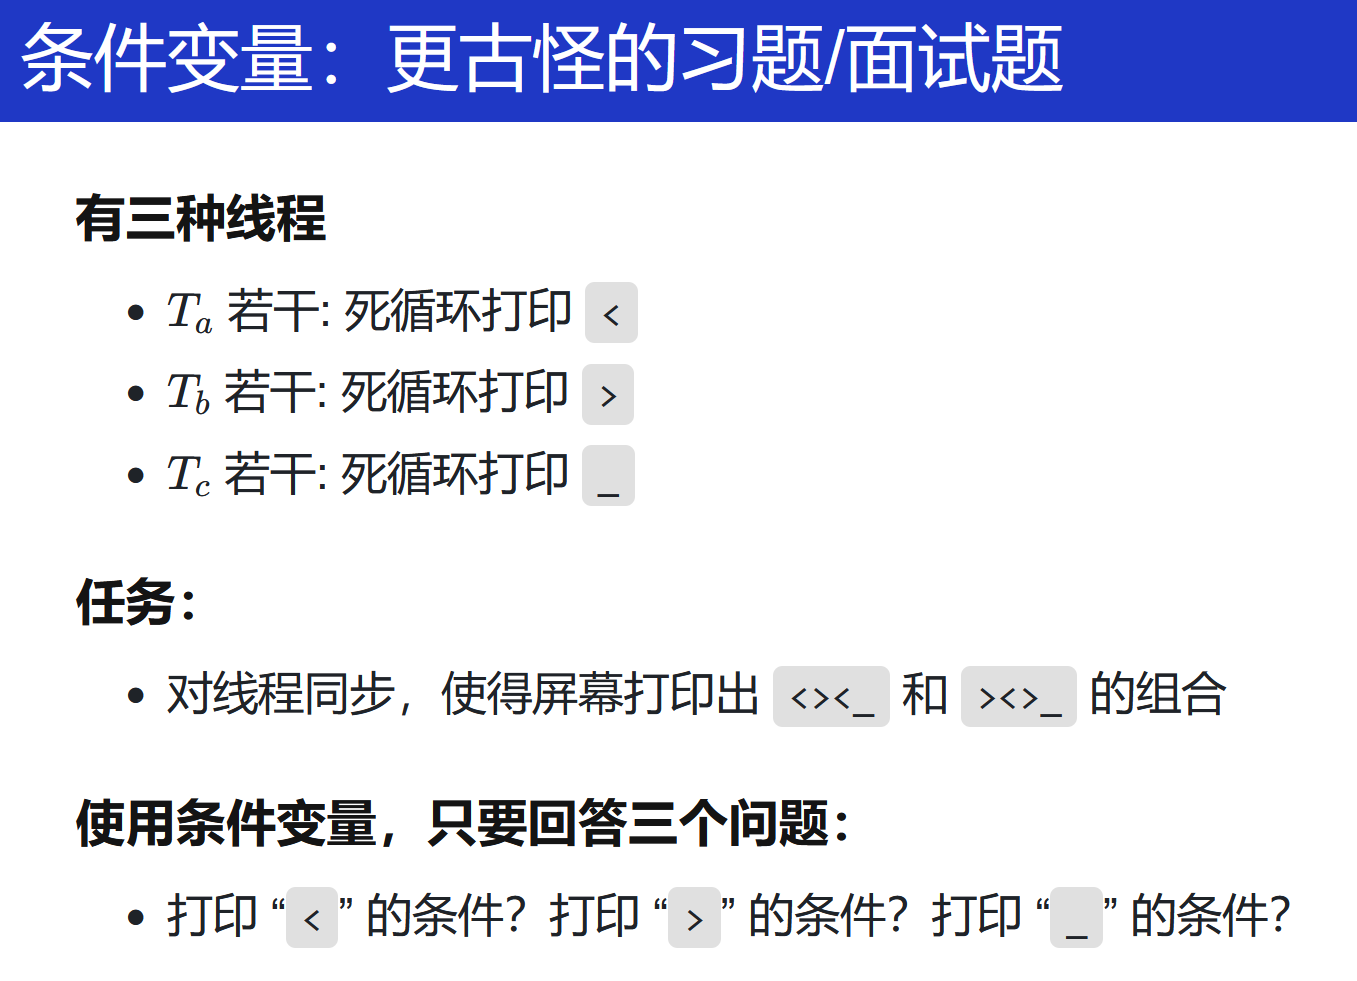 条件变量：更古怪的习题/面试题
有三种线程
• Tₐ 若干: 死循环打印 <
• T_b 若干: 死循环打印 >
• T_c 若干: 死循环打印 _
任务：
• 对线程同步，使得屏幕打印出 <><_ 和 ><>_ 的组合
使用条件变量，只要回答三个问题：
• 打印 “<” 的条件？打印 “>” 的条件？打印 “_” 的条件？